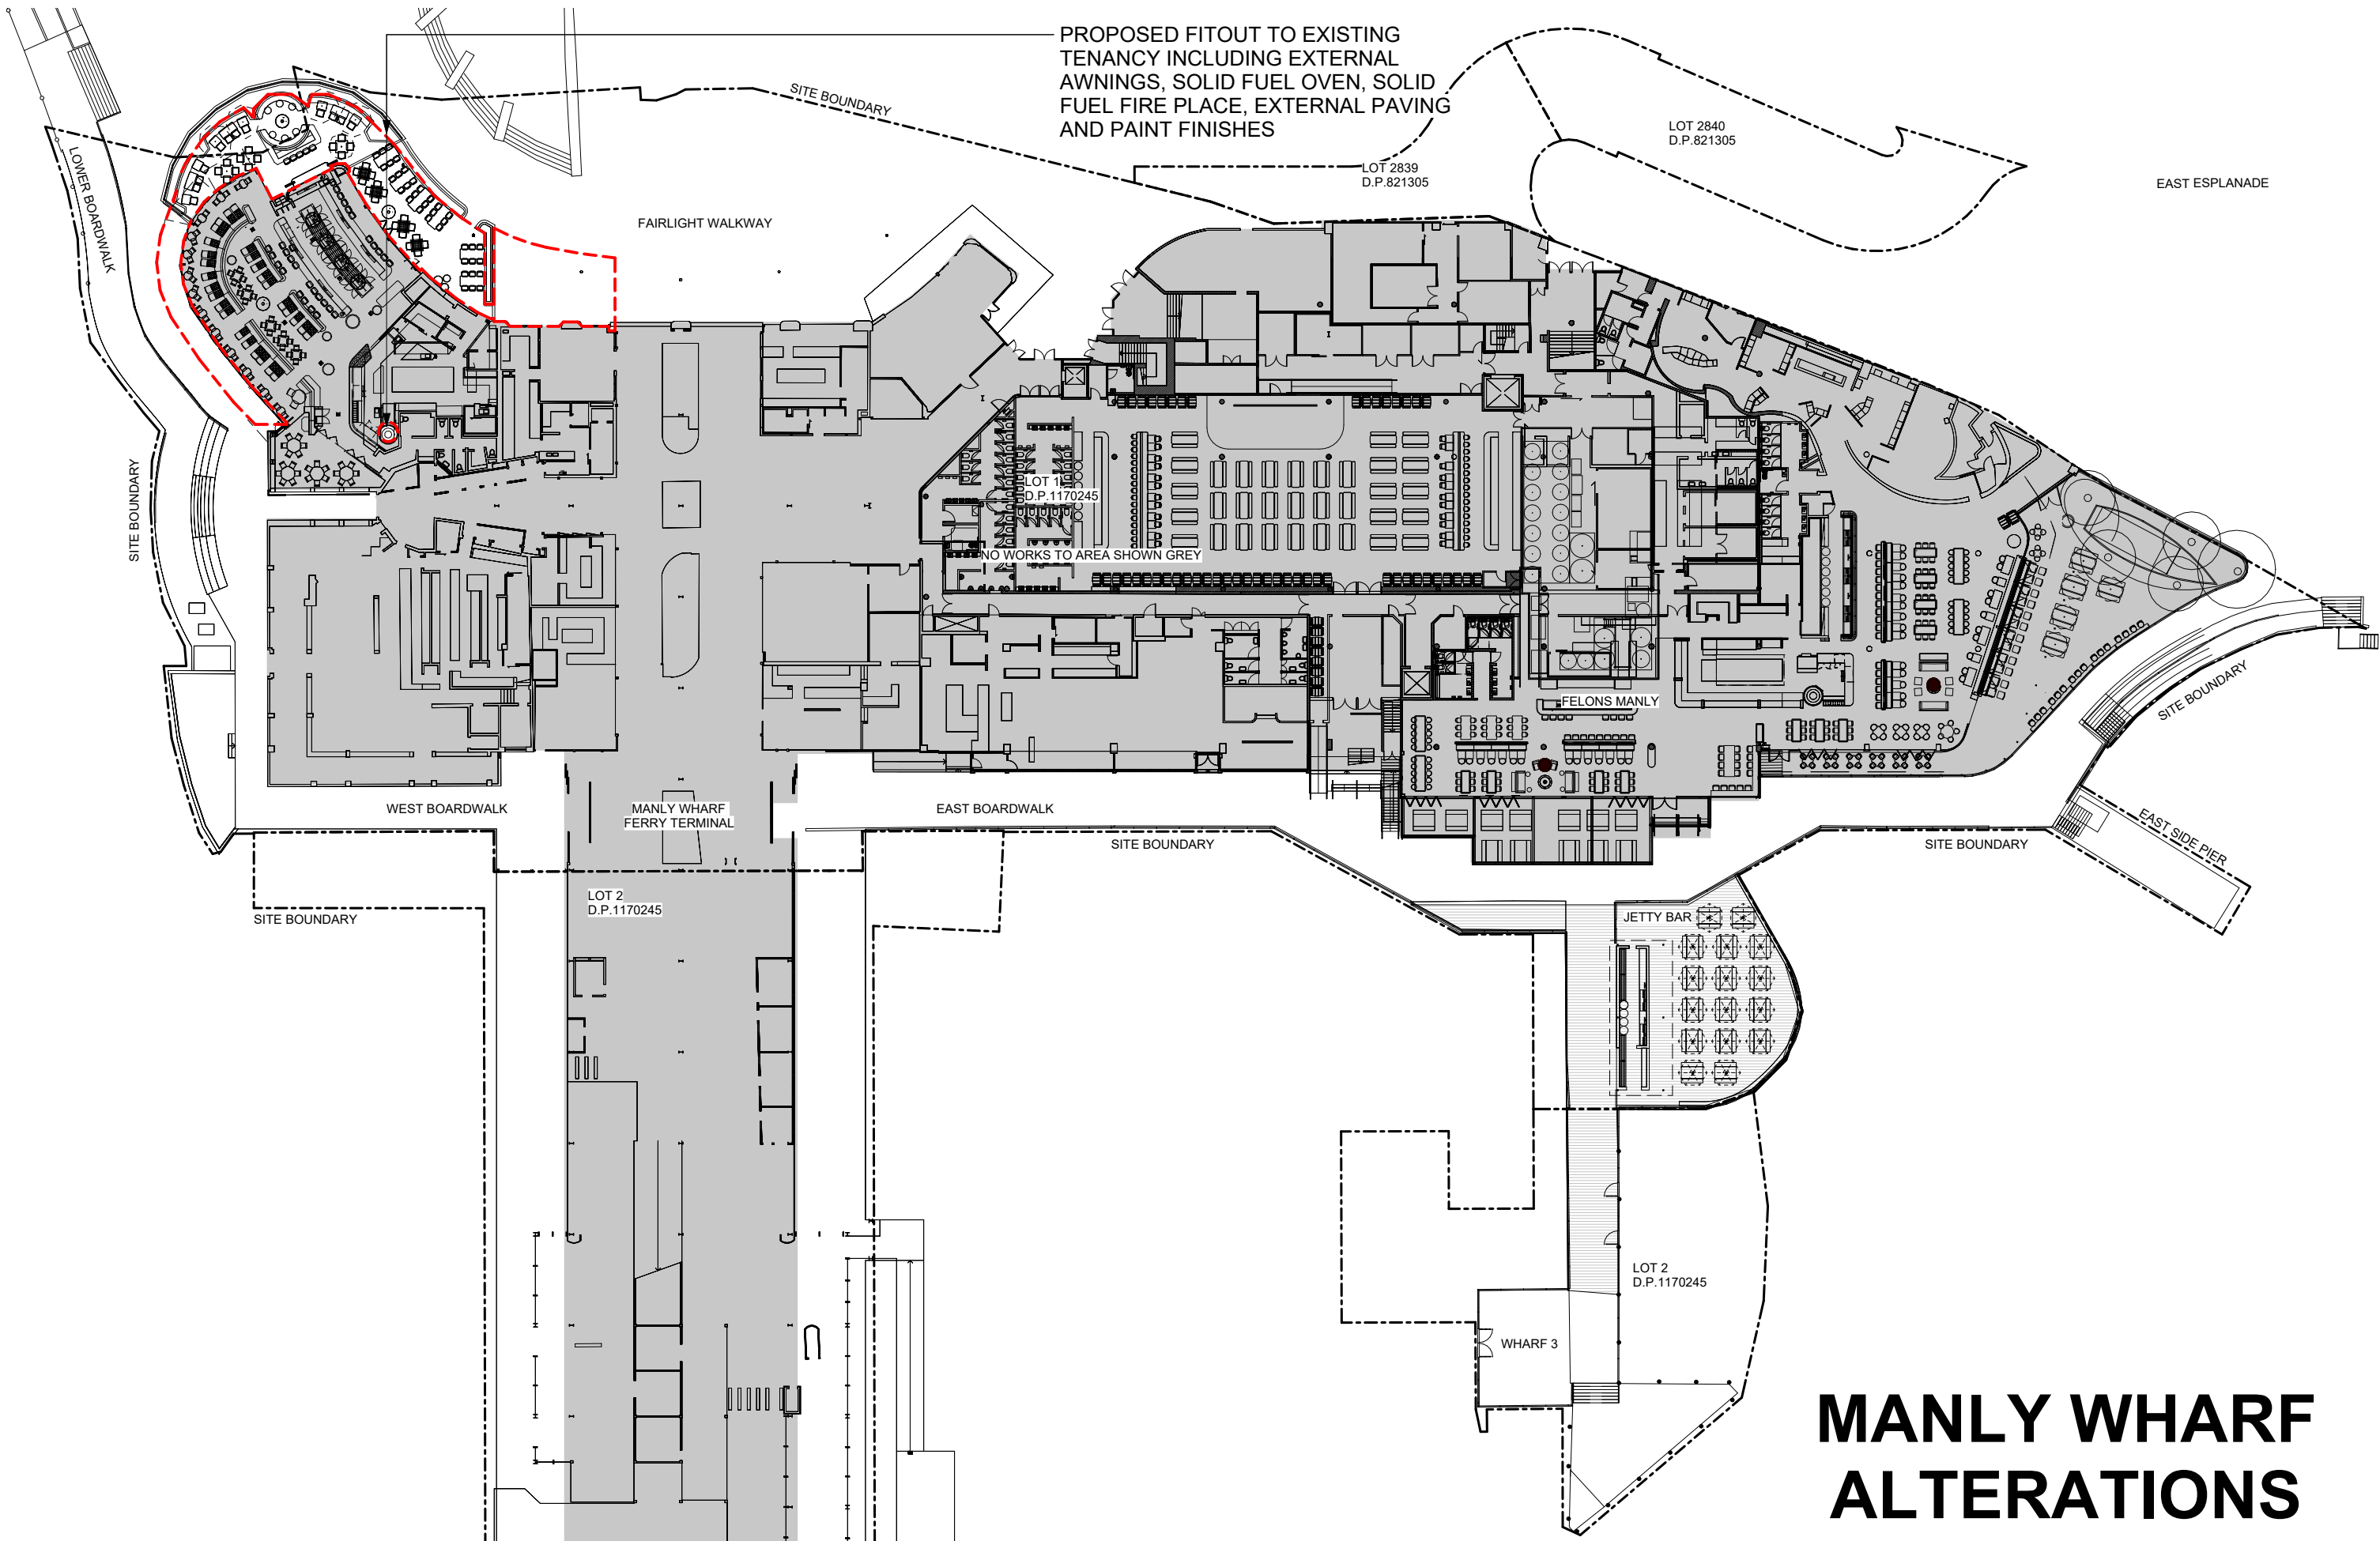 PROPOSED FITOUT TO EXISTING
TENANCY INCLUDING EXTERNAL
AWNINGS, SOLID FUEL OVEN, SOLID
FUEL FIRE PLACE, EXTERNAL PAVING
AND PAINT FINISHES
SITE BOUNDARY
LOT 2840
D.P.821305
LOT 2839
D.P.821305
EAST ESPLANADE
LOWER BOARDWALK
FAIRLIGHT WALKWAY
SITE BOUNDARY
LOT 1
D.P.1170245
NO WORKS TO AREA SHOWN GREY
FELONS MANLY
SITE BOUNDARY
WEST BOARDWALK
MANLY WHARF
FERRY TERMINAL
EAST BOARDWALK
SITE BOUNDARY
SITE BOUNDARY
EAST SIDE PIER
LOT 2
D.P.1170245
SITE BOUNDARY
JETTY BAR
LOT 2
D.P.1170245
WHARF 3
MANLY WHARF
ALTERATIONS